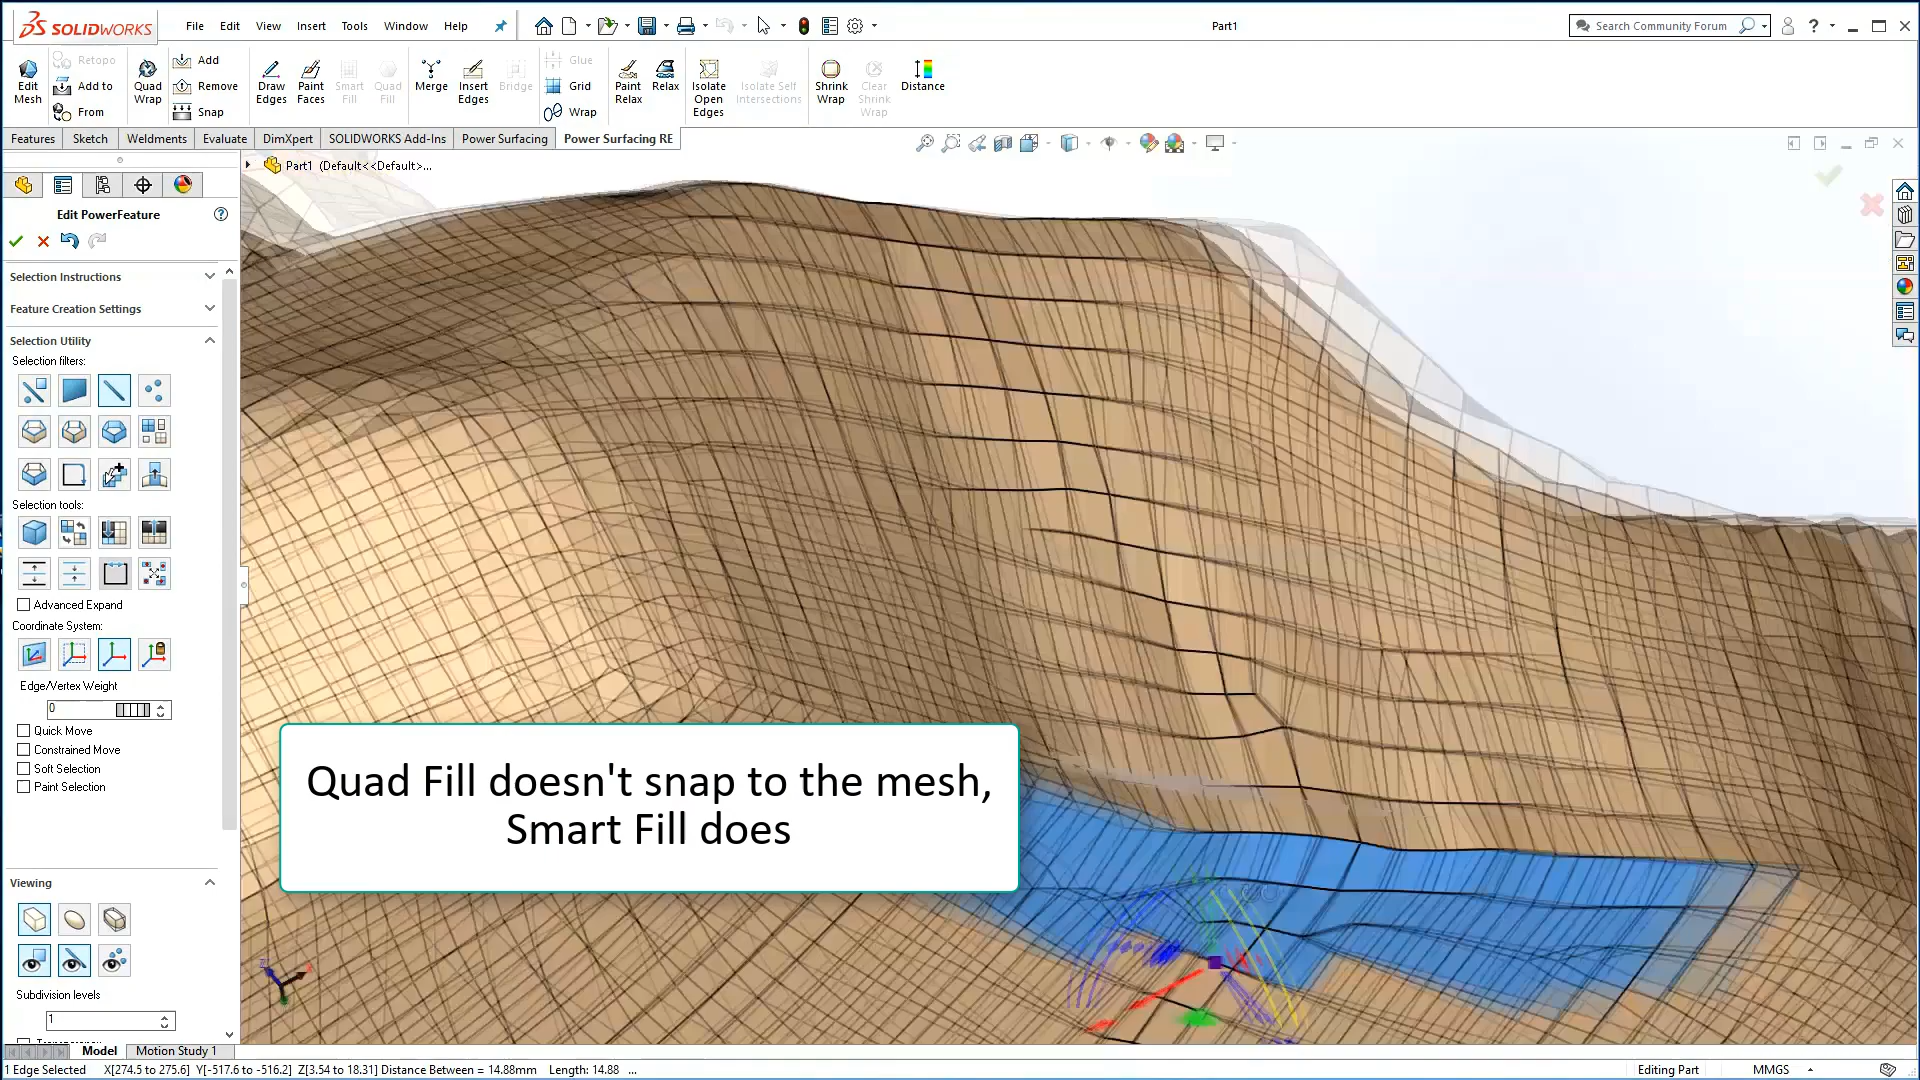 SOLIDWORKS
File Edit View Insert Tools Window Help
Part1
Search Community Forum
Edit Mesh
Retopo
Add to
From
Quad Wrap
Add
Remove
Snap
Draw Edges
Paint Faces
Smart Fill
Quad Fill
Merge
Insert Edges
Bridge
Glue
Grid
Wrap
Paint Relax
Relax
Isolate Open Edges
Isolate Self Intersections
Shrink Wrap
Clear Shrink Wrap
Distance
Features Sketch Weldments Evaluate DimXpert SOLIDWORKS Add-Ins Power Surfacing Power Surfacing RE
Part1 (Default<<Default>...
Edit PowerFeature
Selection Instructions
Feature Creation Settings
Selection Utility
Selection filters:
Selection tools:
Advanced Expand
Coordinate System:
Edge/Vertex Weight
0
Quick Move
Constrained Move
Soft Selection
Paint Selection
Viewing
Subdivision levels
1
Quad Fill doesn't snap to the mesh,
Smart Fill does
Model Motion Study 1
1 Edge Selected X[274.5 to 275.6] Y[-517.6 to -516.2] Z[3.54 to 18.31] Distance Between = 14.88mm Length: 14.88 ...
Editing Part MMGS